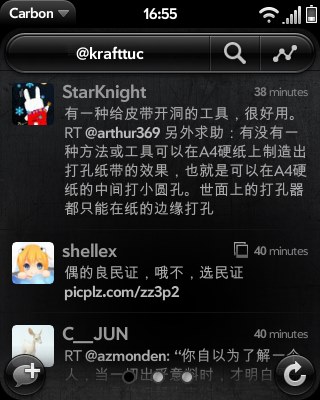 Carbon
16:55
@krafttuc
StarKnight
38 minutes
有一种给皮带开洞的工具，很好用。
RT @arthur369 另外求助：有没有一
种方法或工具可以在A4硬纸上制造出
打孔纸带的效果，也就是可以在A4硬
纸的中间打小圆孔。世面上的打孔器
都只能在纸的边缘打孔
shellex
40 minutes
偶的良民证，哦不，选民证
picplz.com/zz3p2
C__JUN
40 minutes
RT @azmonden: “你自以为了解一个
人，当一切出乎意料时，才明白